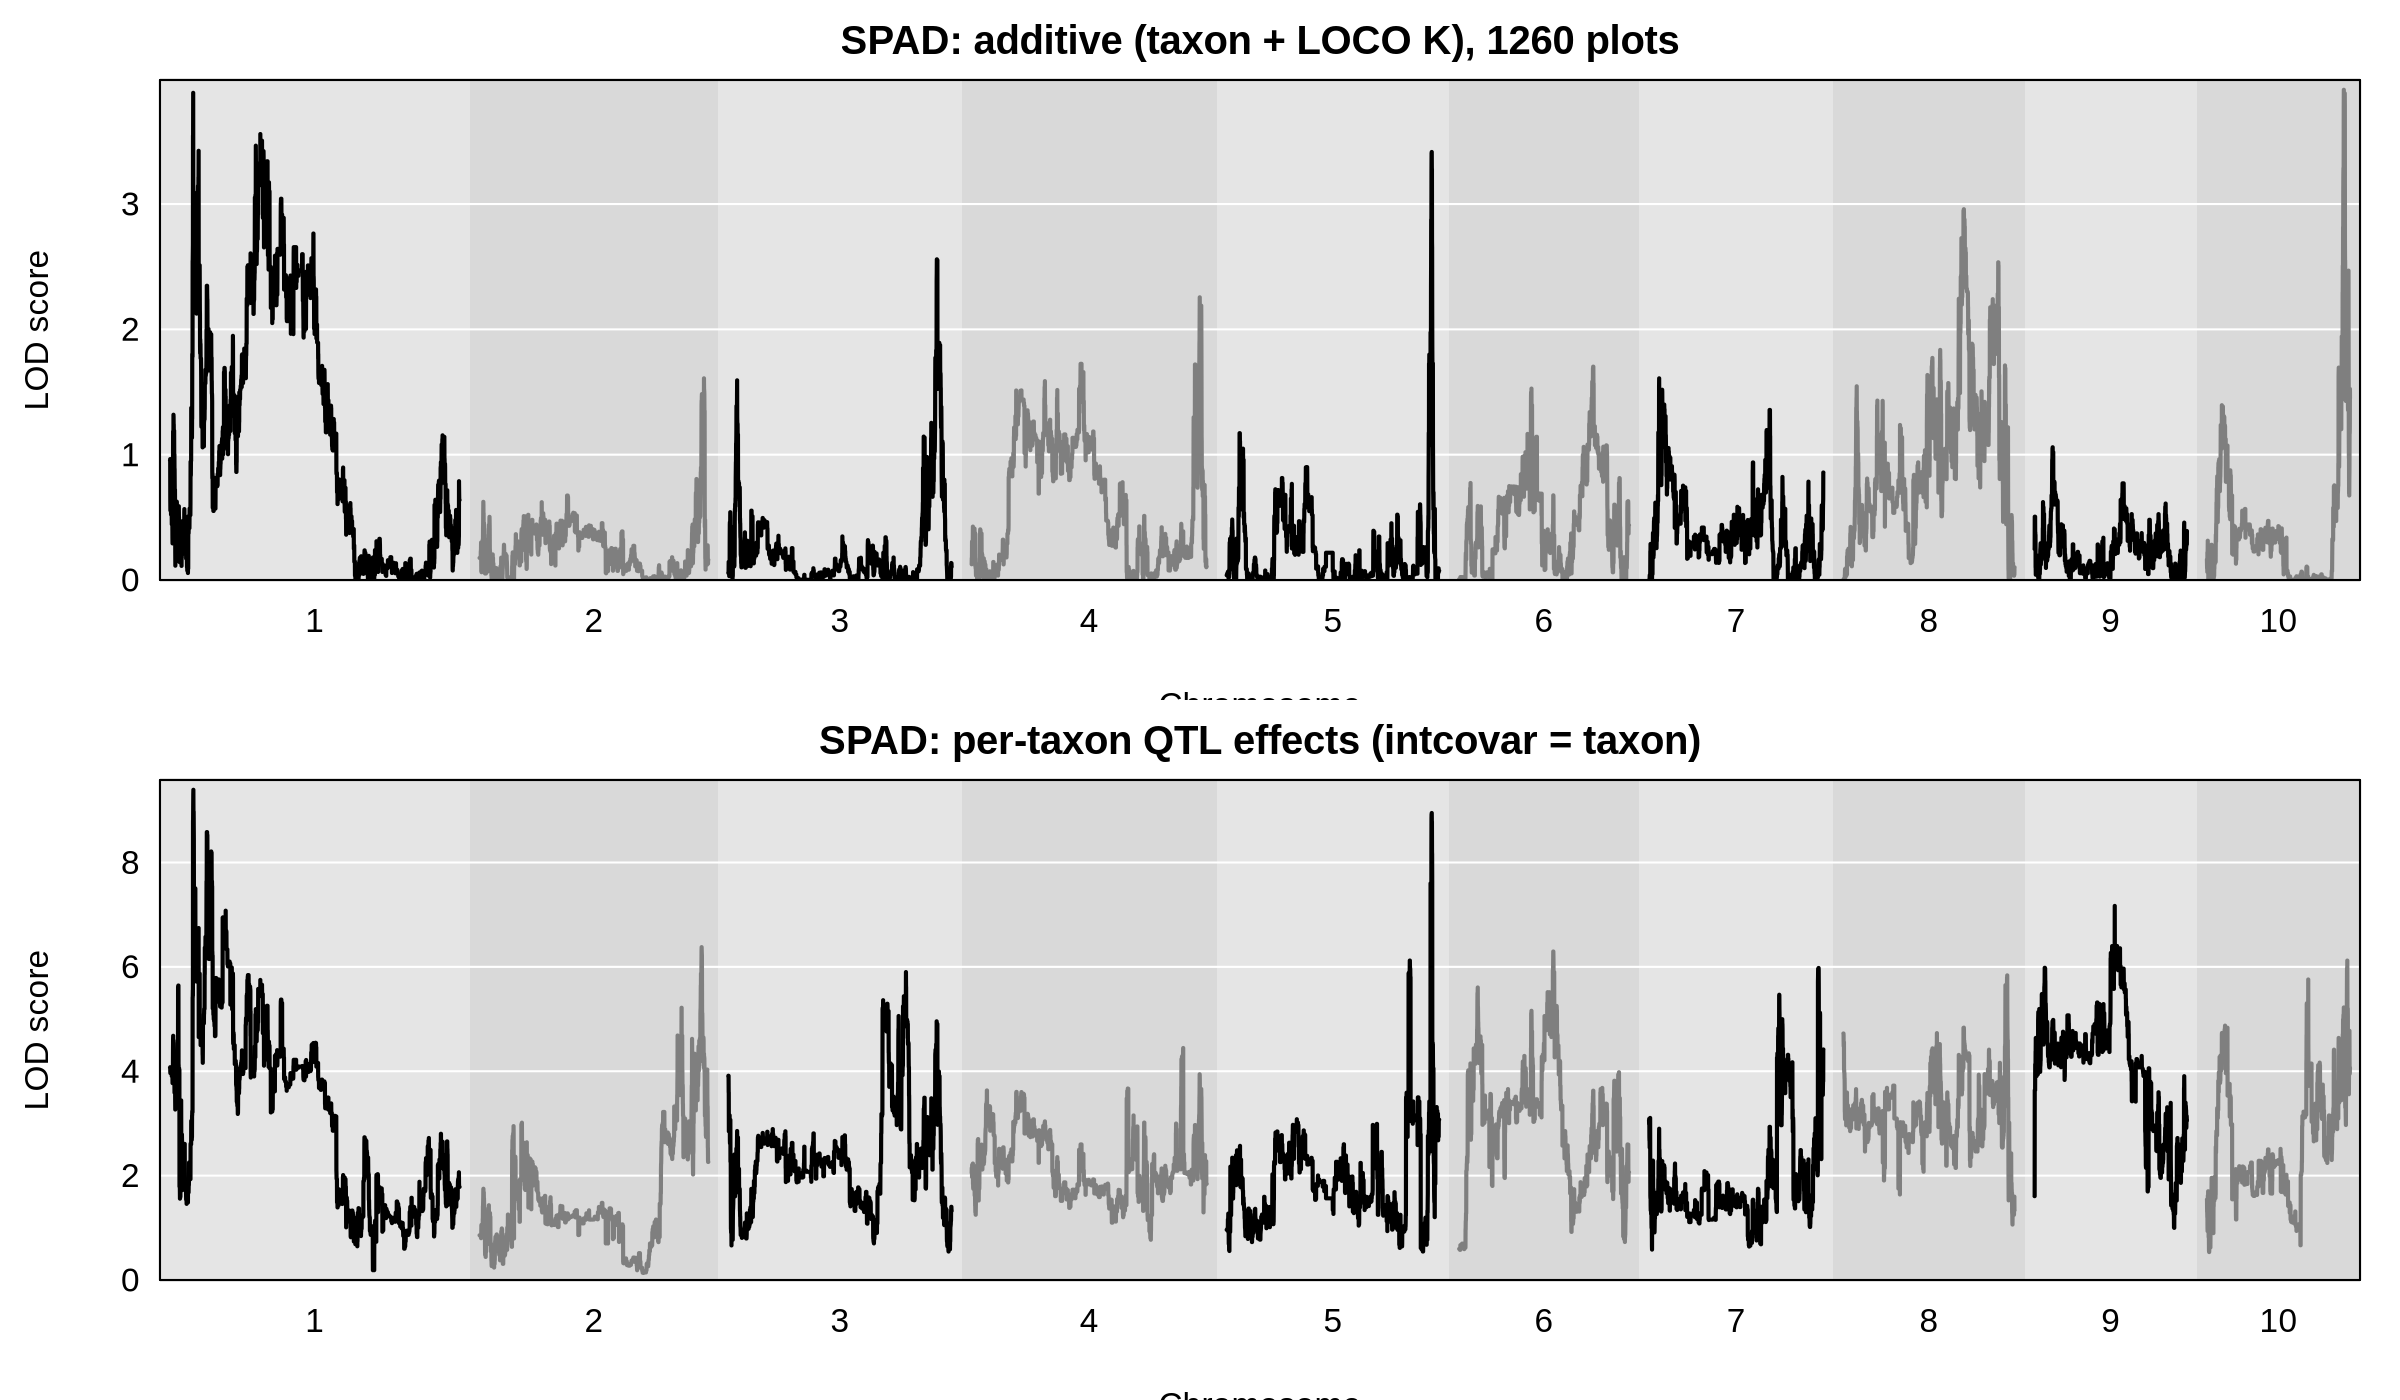 SPAD: additive (taxon + LOCO K), 1260 plots
LOD score
3
2
1
0
1 2 3 4 5 6 7 8 9 10
Chromosome
SPAD: per-taxon QTL effects (intcovar = taxon)
LOD score
8
6
4
2
0
1 2 3 4 5 6 7 8 9 10
Chromosome